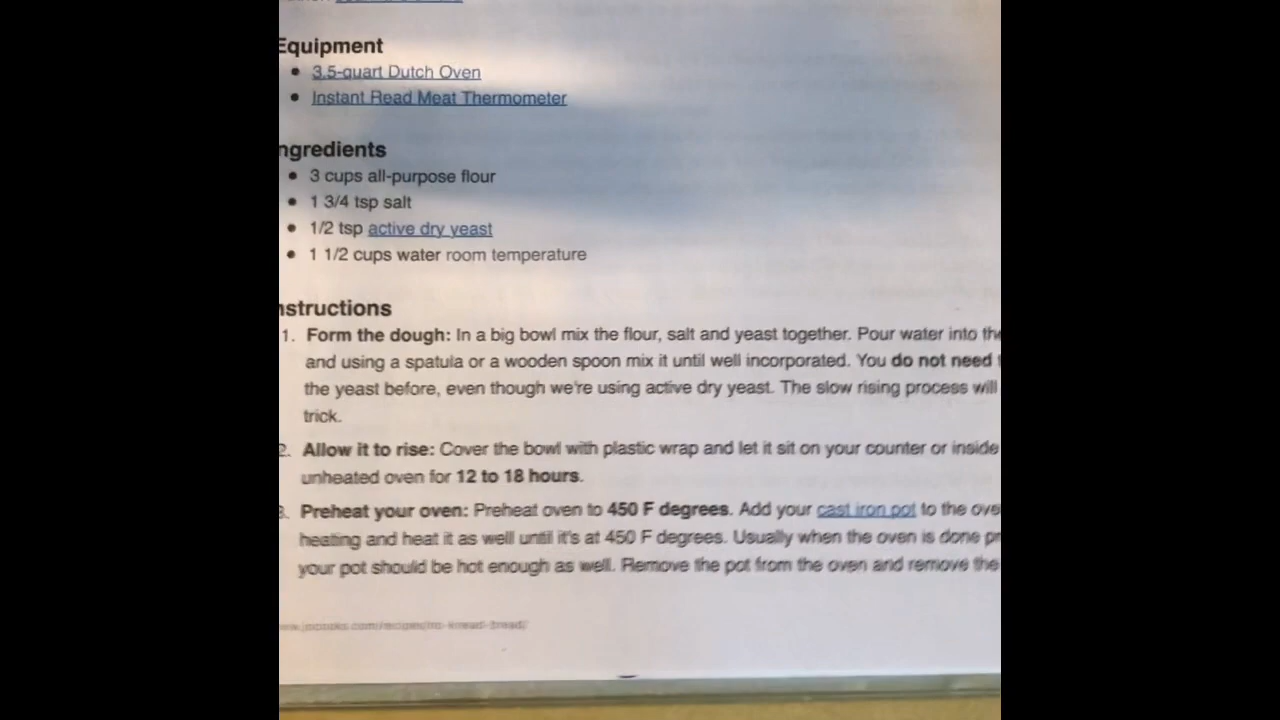 Equipment
• 3.5-quart Dutch Oven
• Instant Read Meat Thermometer
ngredients
• 3 cups all-purpose flour
• 1 3/4 tsp salt
• 1/2 tsp active dry yeast
• 1 1/2 cups water room temperature
nstructions
1. Form the dough: In a big bowl mix the flour, salt and yeast together. Pour water into the
and using a spatula or a wooden spoon mix it until well incorporated. You do not need
the yeast before, even though we're using active dry yeast. The slow rising process will
trick.
2. Allow it to rise: Cover the bowl with plastic wrap and let it sit on your counter or inside
unheated oven for 12 to 18 hours.
3. Preheat your oven: Preheat oven to 450 F degrees. Add your cast iron pot to the ove
heating and heat it as well until it's at 450 F degrees. Usually when the oven is done pr
your pot should be hot enough as well. Remove the pot from the oven and remove the